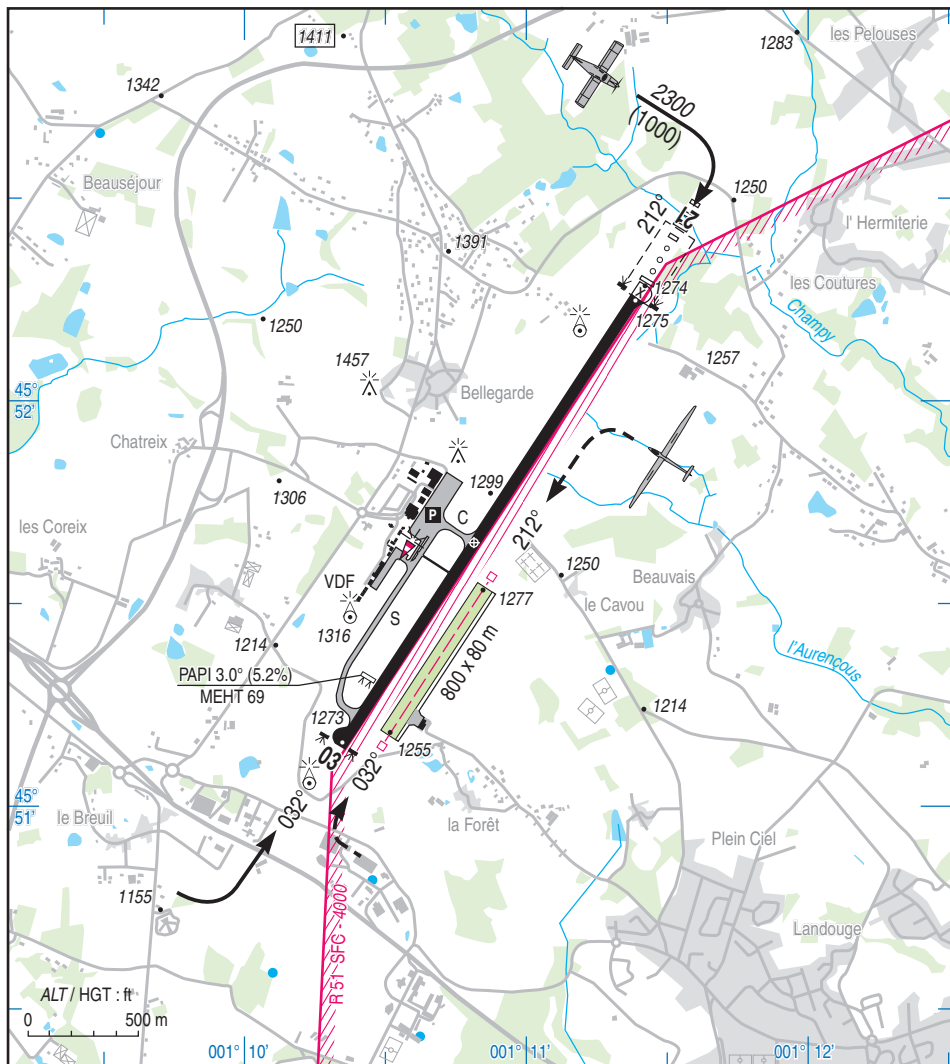 1411
1283
les Pelouses
1342
2300
(1000)
Beauséjour
1250
212°
21
l' Hermiterie
1391
1274
les Coutures
1275
Champy
1250
1257
1457
45°
52'
Bellegarde
Chatreix
1299
1306
P
C
les Coreix
212°
1250
Beauvais
VDF
1277
le Cavou
1316
S
800 x 80 m
1214
l'Aurençous
PAPI 3.0° (5.2%)
MEHT 69
1214
1273
1255
03
032°
032°
45°
51'
le Breuil
la Forêt
Plein Ciel
1155
Landouge
R 51 SFC - 4000
ALT / HGT : ft
0 500 m
001° 10'
001° 11'
001° 12'